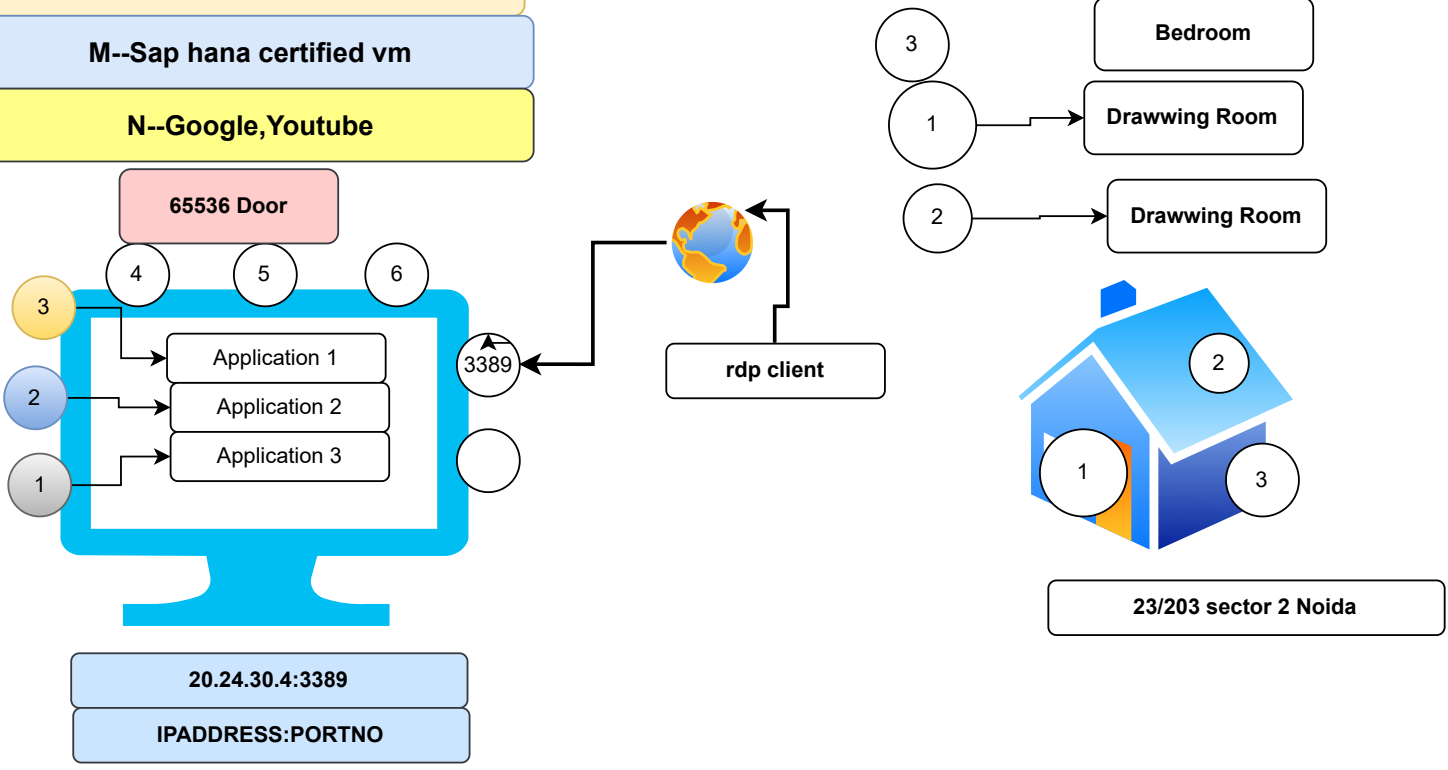 M--Sap hana certified vm
N--Google,Youtube
65536 Door
4
5
6
3
2
1
Application 1
Application 2
Application 3
3389
20.24.30.4:3389
IPADDRESS:PORTNO
rdp client
3
Bedroom
1
Drawwing Room
2
Drawwing Room
2
1
3
23/203 sector 2 Noida